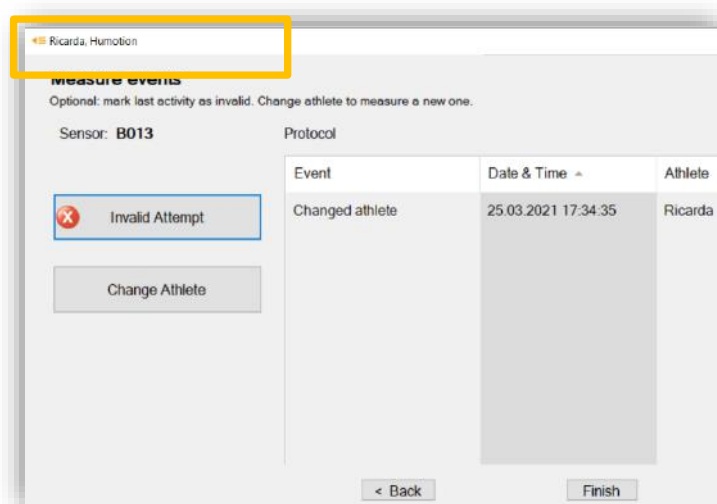 Ricarda, Humotion
Measure events
Optional: mark last activity as invalid. Change athlete to measure a new one.
Sensor: B013
Protocol
Event
Date & Time
Athlete
Invalid Attempt
Changed athlete
25.03.2021 17:34:35
Ricarda
Change Athlete
< Back
Finish